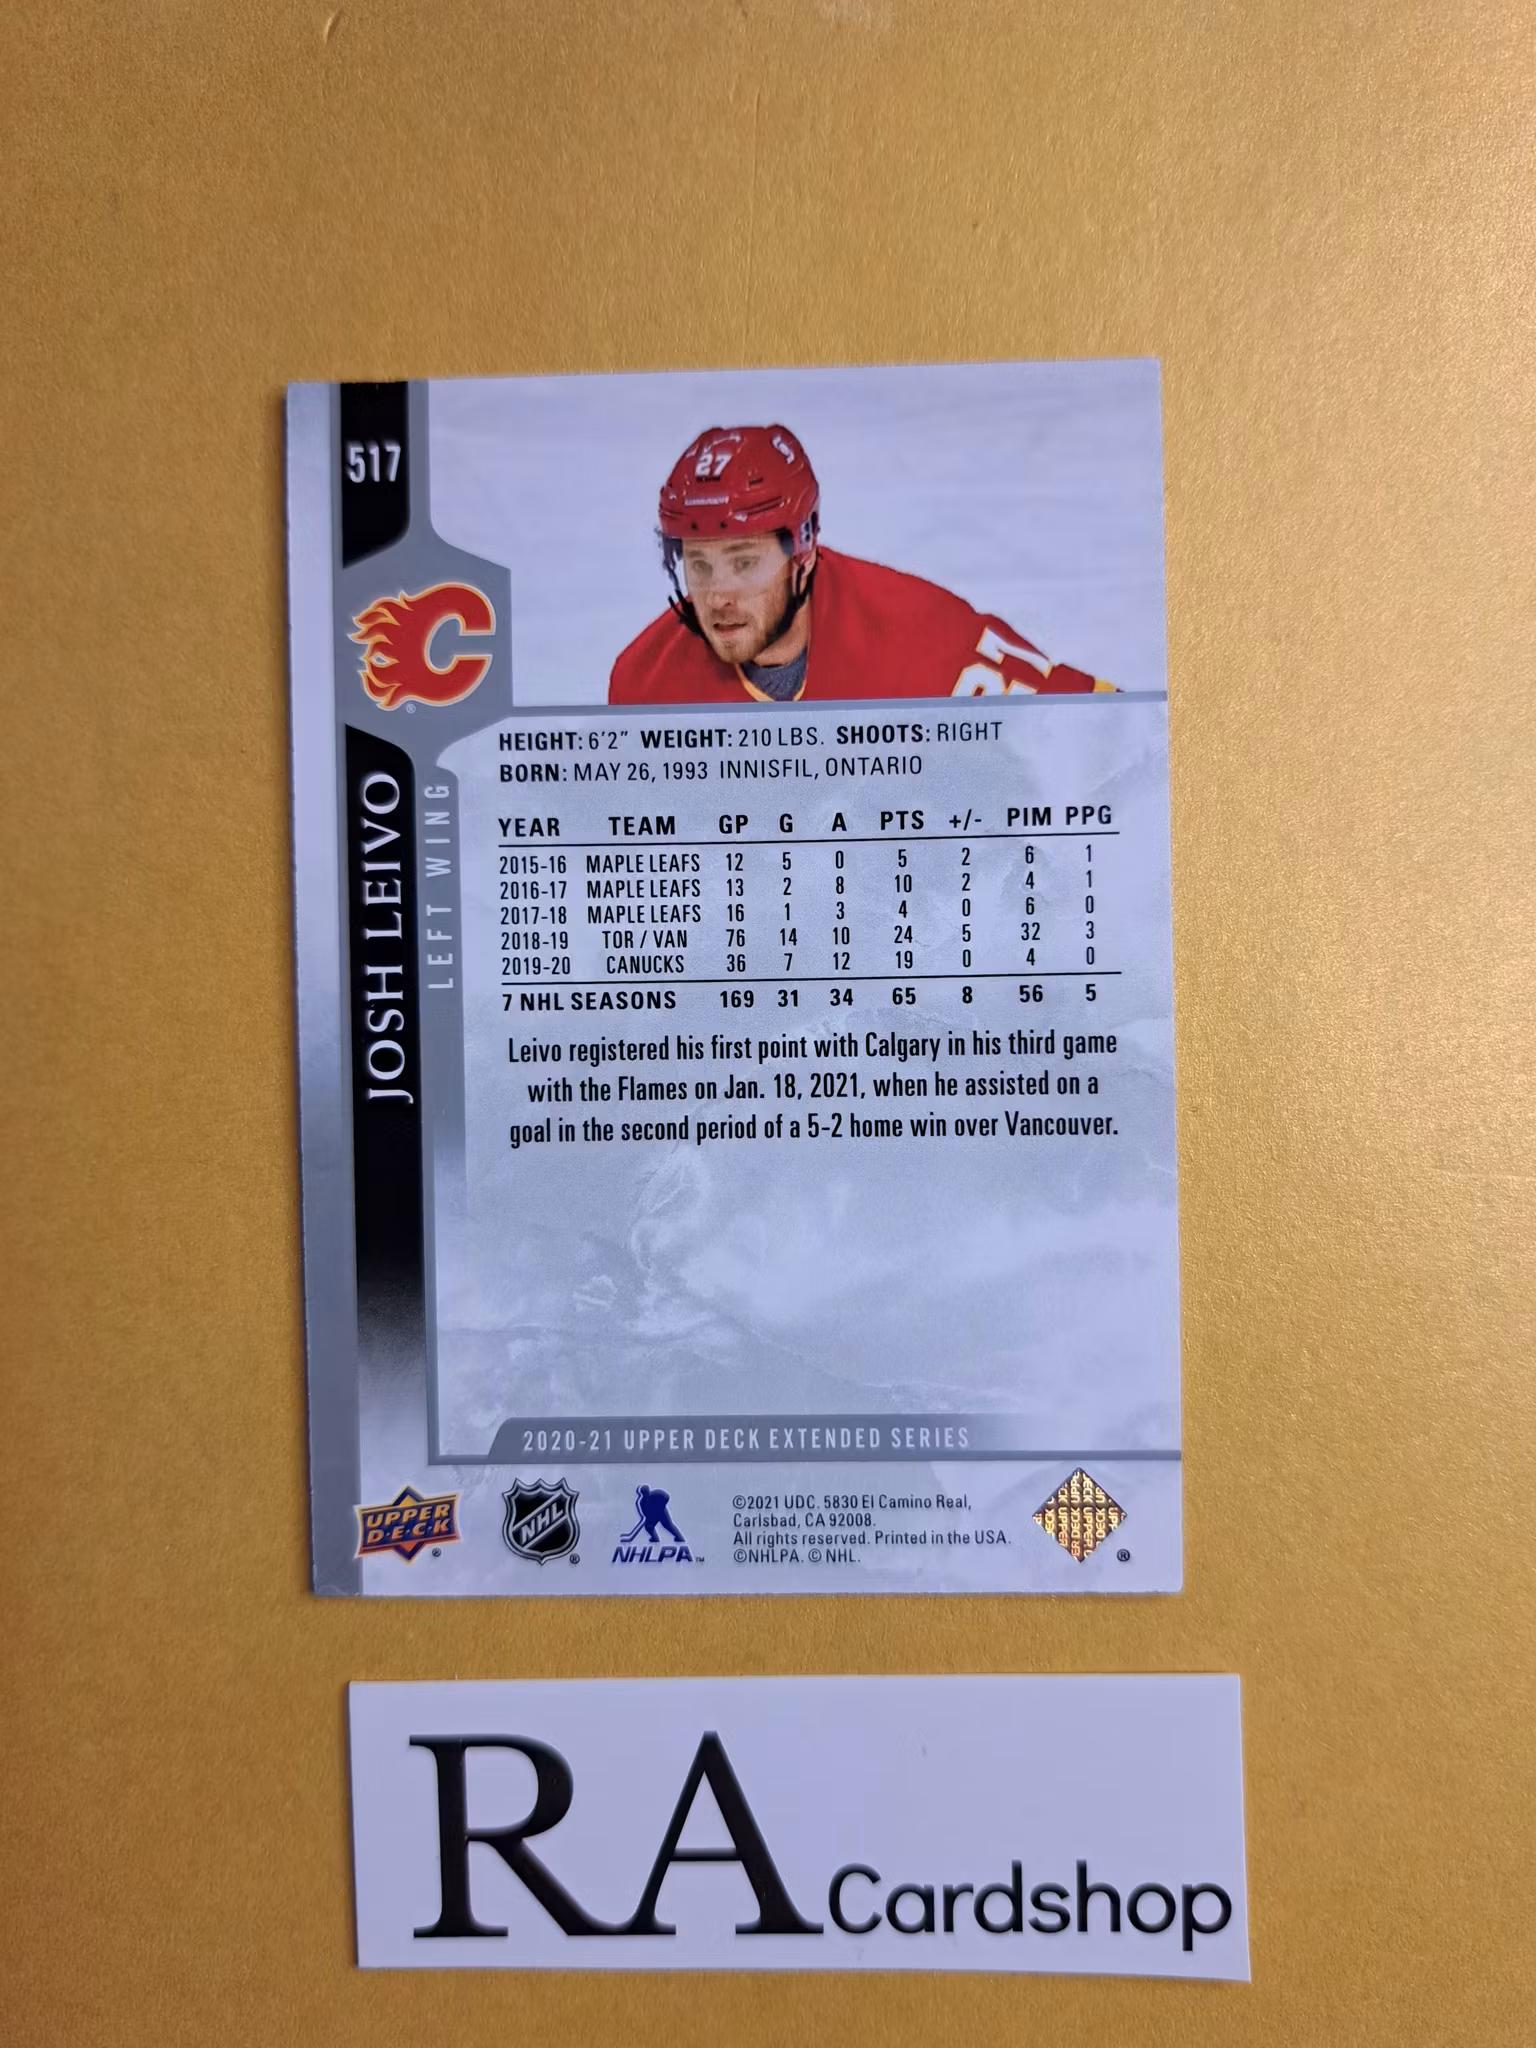 517
27
27
JOSH LEIVO
LEFT WING
HEIGHT: 6'2" WEIGHT: 210 LBS. SHOOTS: RIGHT
BORN: MAY 26, 1993 INNISFIL, ONTARIO
YEAR TEAM GP G A PTS +/- PIM PPG
2015-16 MAPLE LEAFS 12 5 0 5 2 6 1
2016-17 MAPLE LEAFS 13 2 8 10 2 4 1
2017-18 MAPLE LEAFS 16 1 3 4 0 6 0
2018-19 TOR / VAN 76 14 10 24 5 32 3
2019-20 CANUCKS 36 7 12 19 0 4 0
7 NHL SEASONS 169 31 34 65 8 56 5
Leivo registered his first point with Calgary in his third game
with the Flames on Jan. 18, 2021, when he assisted on a
goal in the second period of a 5-2 home win over Vancouver.
2020-21 UPPER DECK EXTENDED SERIES
UPPER
D·E·C·K
®
NHL
®
NHLPA™
©2021 UDC. 5830 El Camino Real,
Carlsbad, CA 92008.
All rights reserved. Printed in the USA.
©NHLPA. © NHL.
®
RA Cardshop